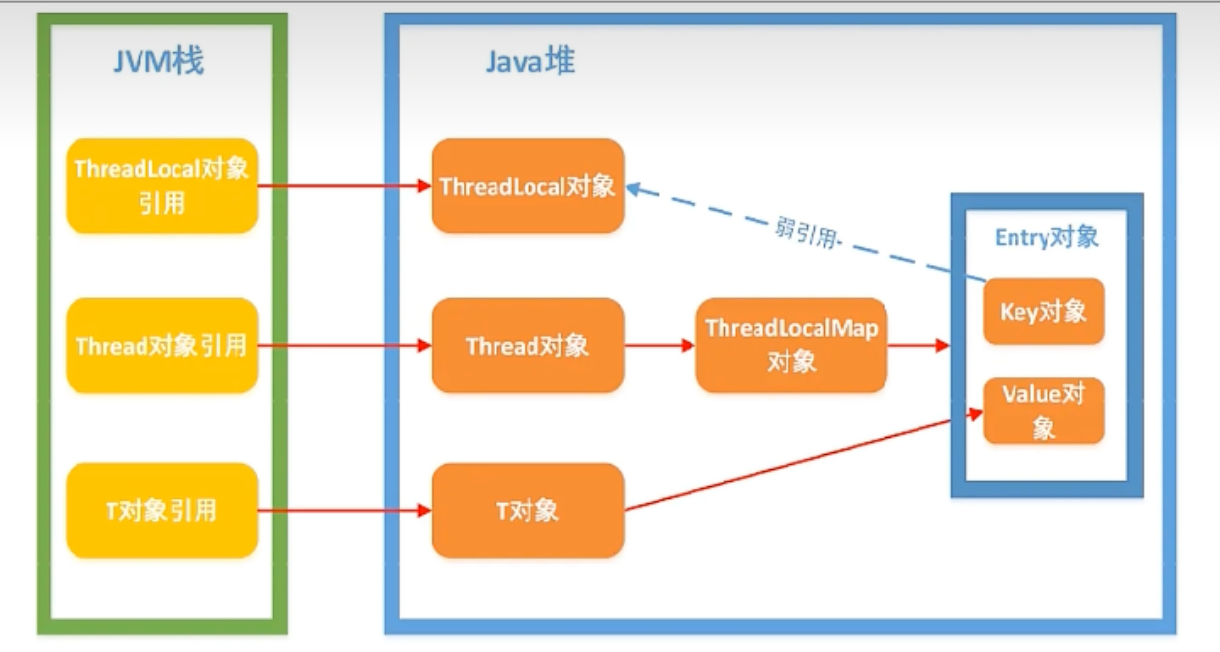 JVM栈
Java堆
ThreadLocal对象
引用
ThreadLocal对象
弱引用
Entry对象
Key对象
Thread对象引用
Thread对象
ThreadLocalMap
对象
Value对
象
T对象引用
T对象